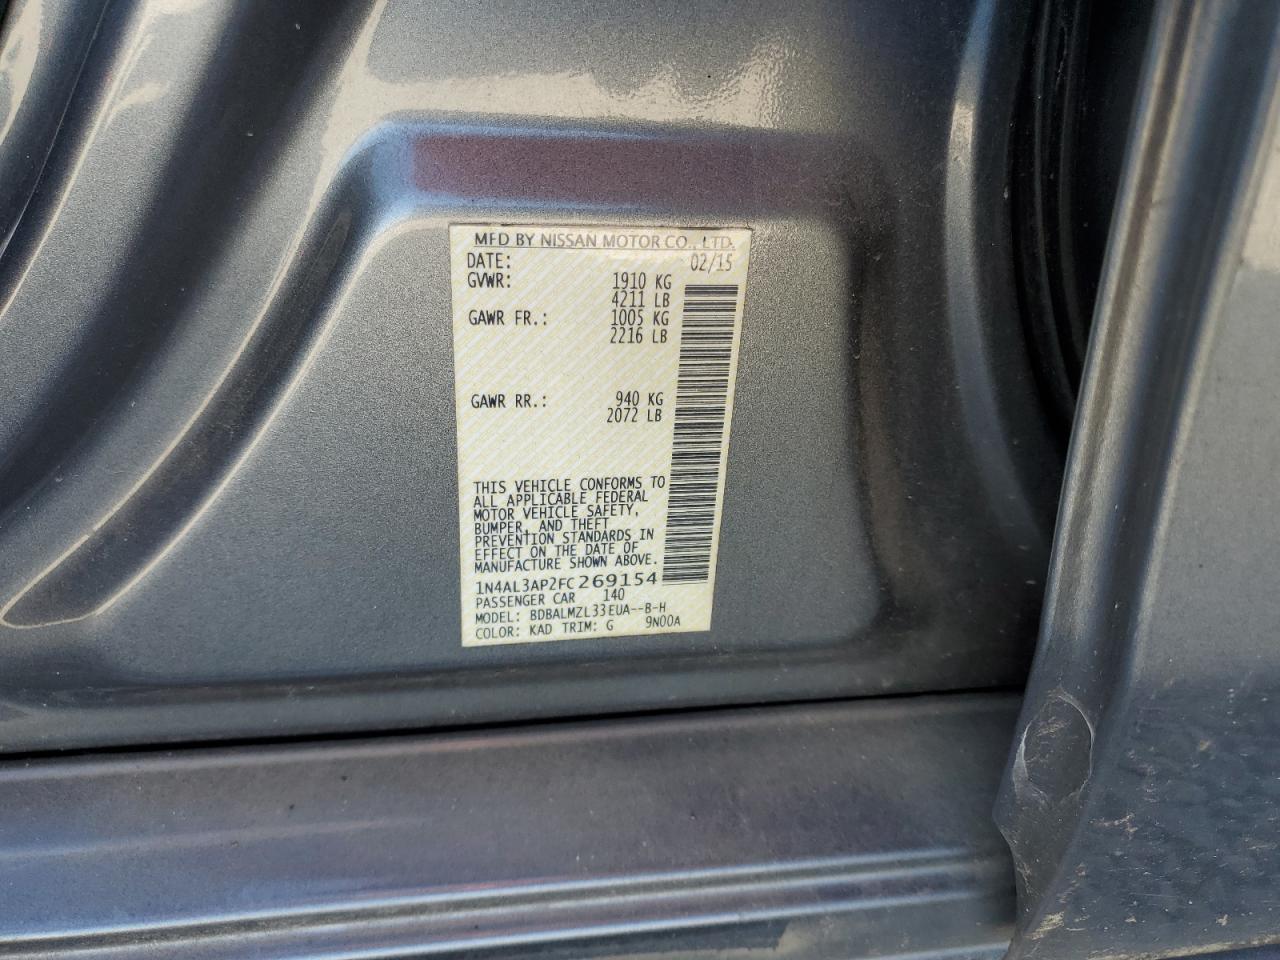 MFD BY NISSAN MOTOR CO., LTD.
DATE: 02/15
GVWR: 1910 KG
4211 LB
GAWR FR.: 1005 KG
2216 LB
GAWR RR.: 940 KG
2072 LB
THIS VEHICLE CONFORMS TO
ALL APPLICABLE FEDERAL
MOTOR VEHICLE SAFETY,
BUMPER, AND THEFT
PREVENTION STANDARDS IN
EFFECT ON THE DATE OF
MANUFACTURE SHOWN ABOVE.
1N4AL3AP2FC269154
PASSENGER CAR 140
MODEL: BDBALMZL33EUA--B-H
COLOR: KAD TRIM: G 9N00A